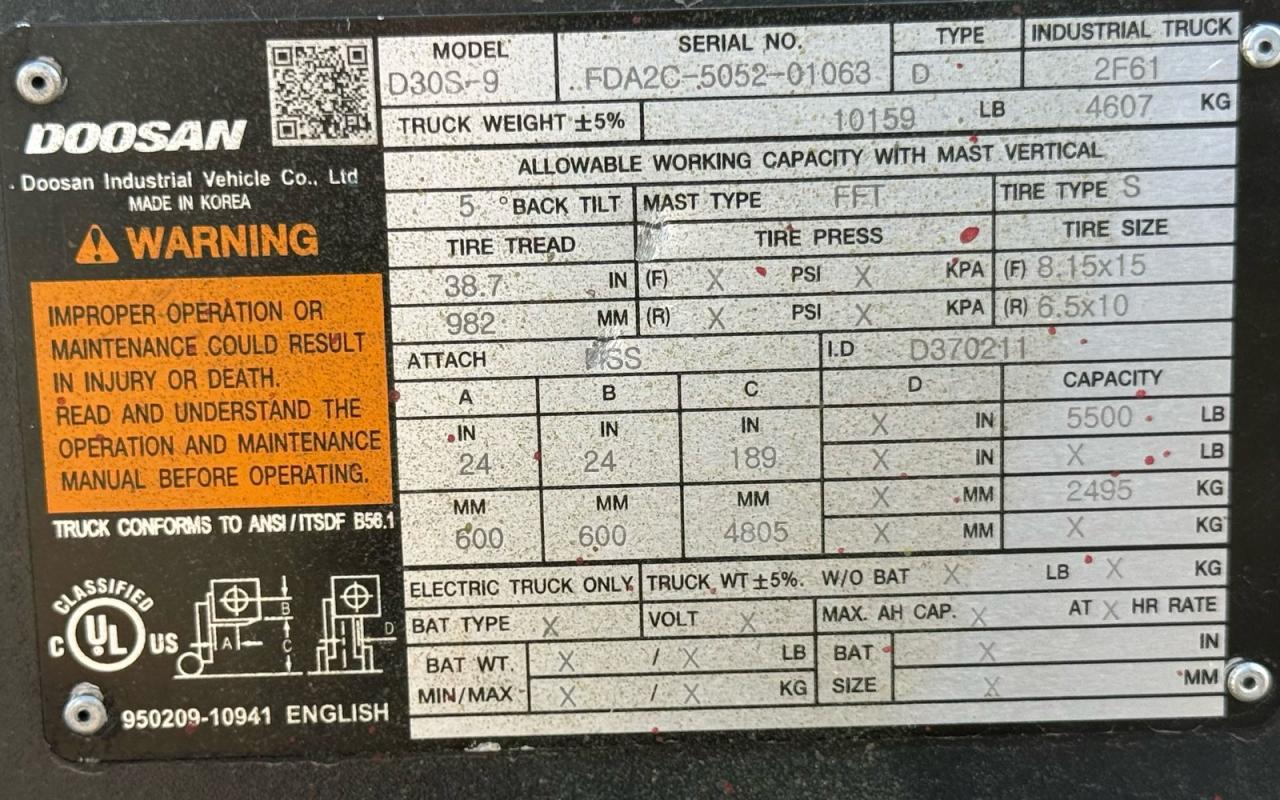 MODEL SERIAL NO. TYPE INDUSTRIAL TRUCK
D30S-9 FDA2C-5052-01063 D 2F61
TRUCK WEIGHT ±5% 10159 LB 4607 KG
ALLOWABLE WORKING CAPACITY WITH MAST VERTICAL
5 °BACK TILT MAST TYPE FFT TIRE TYPE S
TIRE TREAD TIRE PRESS TIRE SIZE
38.7 IN (F) X PSI X KPA (F) 8.15x15
982 MM (R) X PSI X KPA (R) 6.5x10
ATTACH I.D D370211
A B C D CAPACITY
IN IN IN X IN 5500 LB
24 24 189 X IN X LB
MM MM MM X MM 2495 KG
600 600 4805 X MM X KG
ELECTRIC TRUCK ONLY. TRUCK WT ±5%. W/O BAT X LB X KG
BAT TYPE X VOLT X MAX. AH CAP. X AT X HR RATE
BAT WT. X / X LB BAT X IN
MIN/MAX X / X KG SIZE X MM
DOOSAN
Doosan Industrial Vehicle Co., Ltd
MADE IN KOREA
WARNING
IMPROPER OPERATION OR
MAINTENANCE COULD RESULT
IN INJURY OR DEATH.
READ AND UNDERSTAND THE
OPERATION AND MAINTENANCE
MANUAL BEFORE OPERATING.
TRUCK CONFORMS TO ANSI/ITSDF B56.1
CLASSIFIED
C UL US
A B C D
950209-10941 ENGLISH